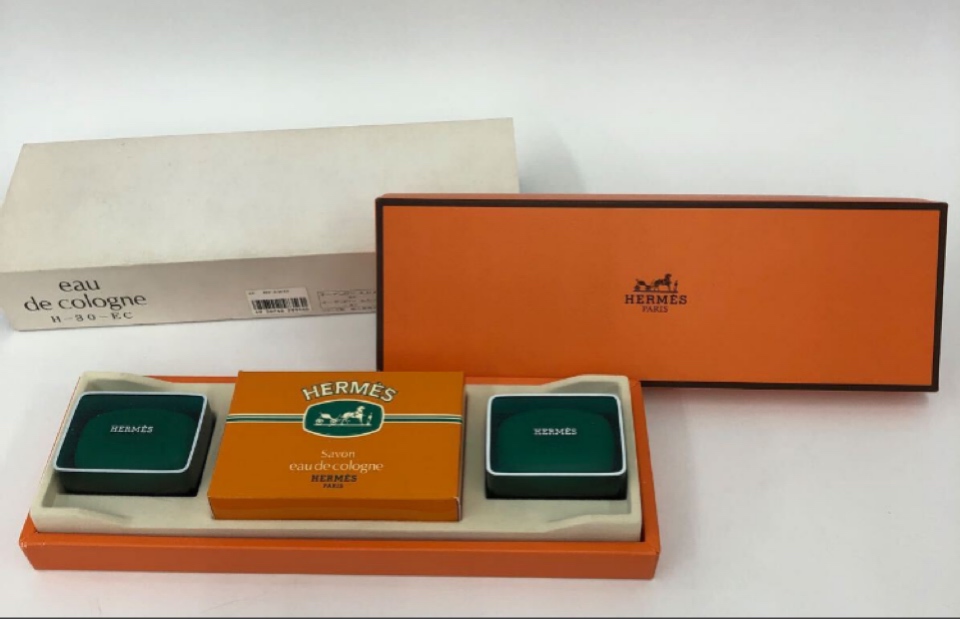 eau
de cologne
H-30-EC
HERMÈS
PARIS
HERMÈS
HERMÈS
Savon
eau de cologne
HERMÈS
PARIS
HERMÈS